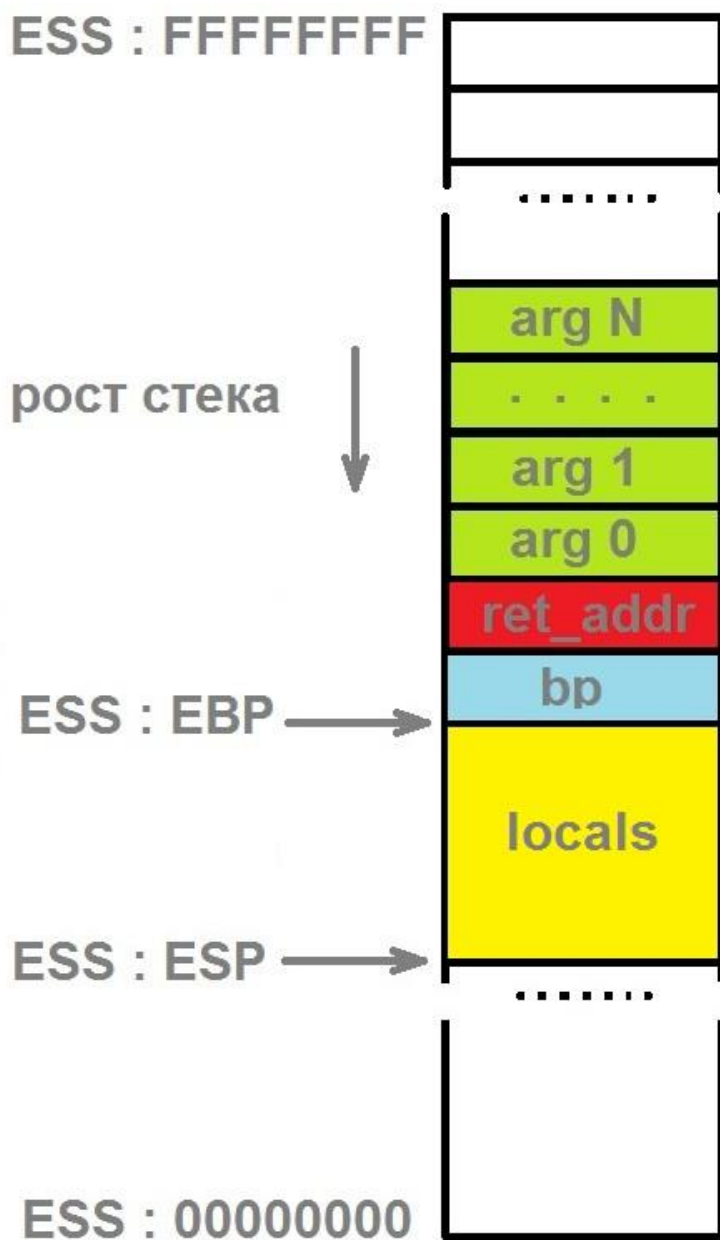 ESS : FFFFFFFF
arg N
. . . .
рост стека
arg 1
arg 0
ret_addr
bp
ESS : EBP
locals
ESS : ESP
ESS : 00000000